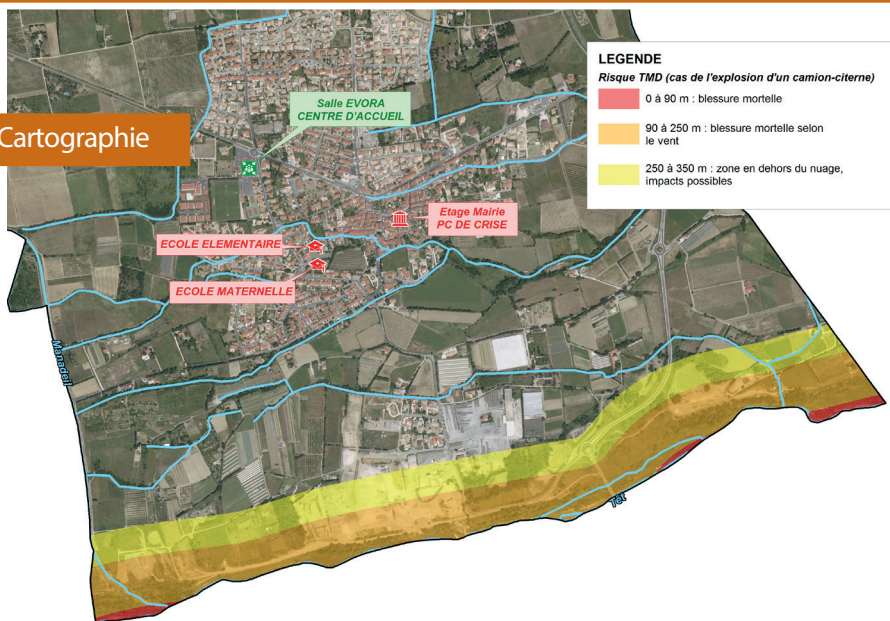 Cartographie
LEGENDE
Risque TMD (cas de l'explosion d'un camion-citerne)
0 à 90 m : blessure mortelle
90 à 250 m : blessure mortelle selon
le vent
250 à 350 m : zone en dehors du nuage,
impacts possibles
Salle EVORA
CENTRE D'ACCUEIL
Etage Mairie
PC DE CRISE
ECOLE ELEMENTAIRE
ECOLE MATERNELLE
Manadeil
Têt